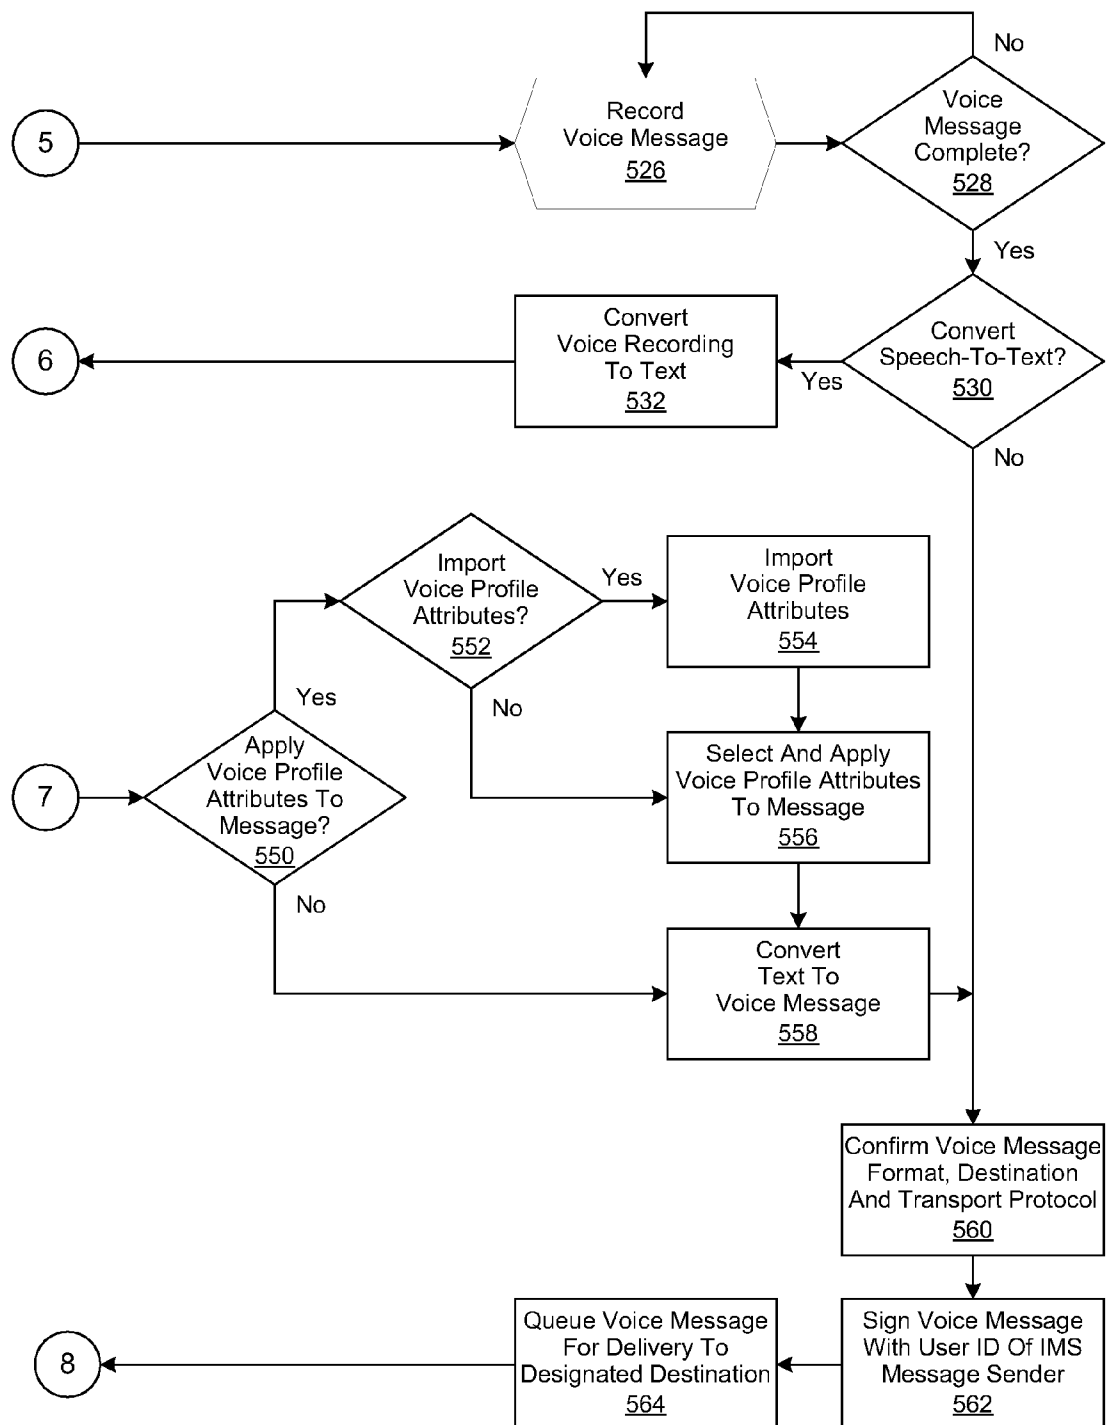 No
5
Record
Voice Message
526
Voice
Message
Complete?
528
Yes
6
Convert
Voice Recording
To Text
532
Yes
Convert
Speech-To-Text?
530
No
Import
Voice Profile
Attributes?
552
Yes
Import
Voice Profile
Attributes
554
Yes
No
7
Apply
Voice Profile
Attributes To
Message?
550
Select And Apply
Voice Profile Attributes
To Message
556
No
Convert
Text To
Voice Message
558
Confirm Voice Message
Format, Destination
And Transport Protocol
560
8
Queue Voice Message
For Delivery To
Designated Destination
564
Sign Voice Message
With User ID Of IMS
Message Sender
562